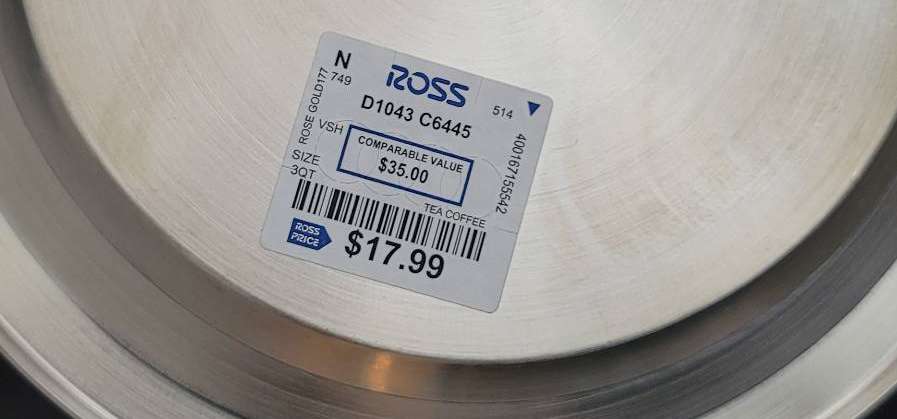 N
749
ROSS
514
D1043 C6445
ROSE GOLD177
VSH
COMPARABLE VALUE
$35.00
400167155542
SIZE
3QT
TEA COFFEE
ROSS
PRICE
$17.99